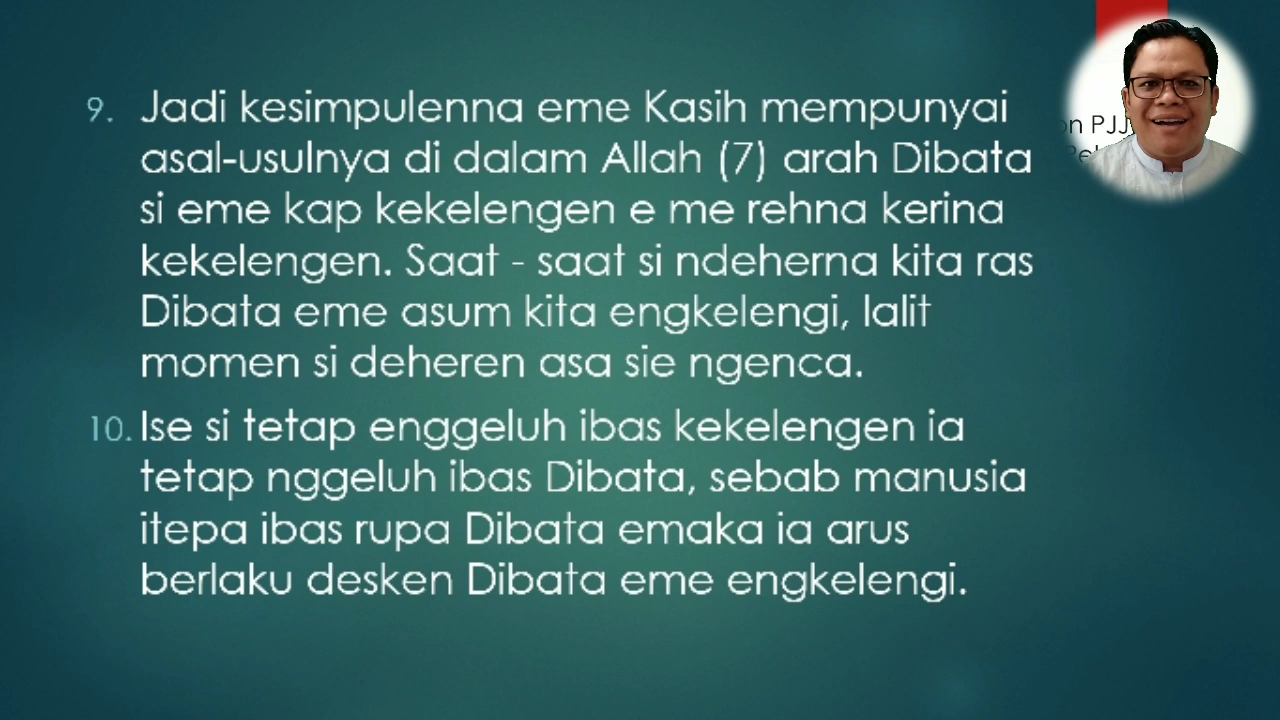 9. Jadi kesimpulenna eme Kasih mempunyai
asal-usulnya di dalam Allah (7) arah Dibata
si eme kap kekelengen e me rehna kerina
kekelengen. Saat - saat si ndeherna kita ras
Dibata eme asum kita engkelengi, lalit
momen si deheren asa sie ngenca.
10. Ise si tetap enggeluh ibas kekelengen ia
tetap nggeluh ibas Dibata, sebab manusia
itepa ibas rupa Dibata emaka ia arus
berlaku desken Dibata eme engkelengi.
PJJ